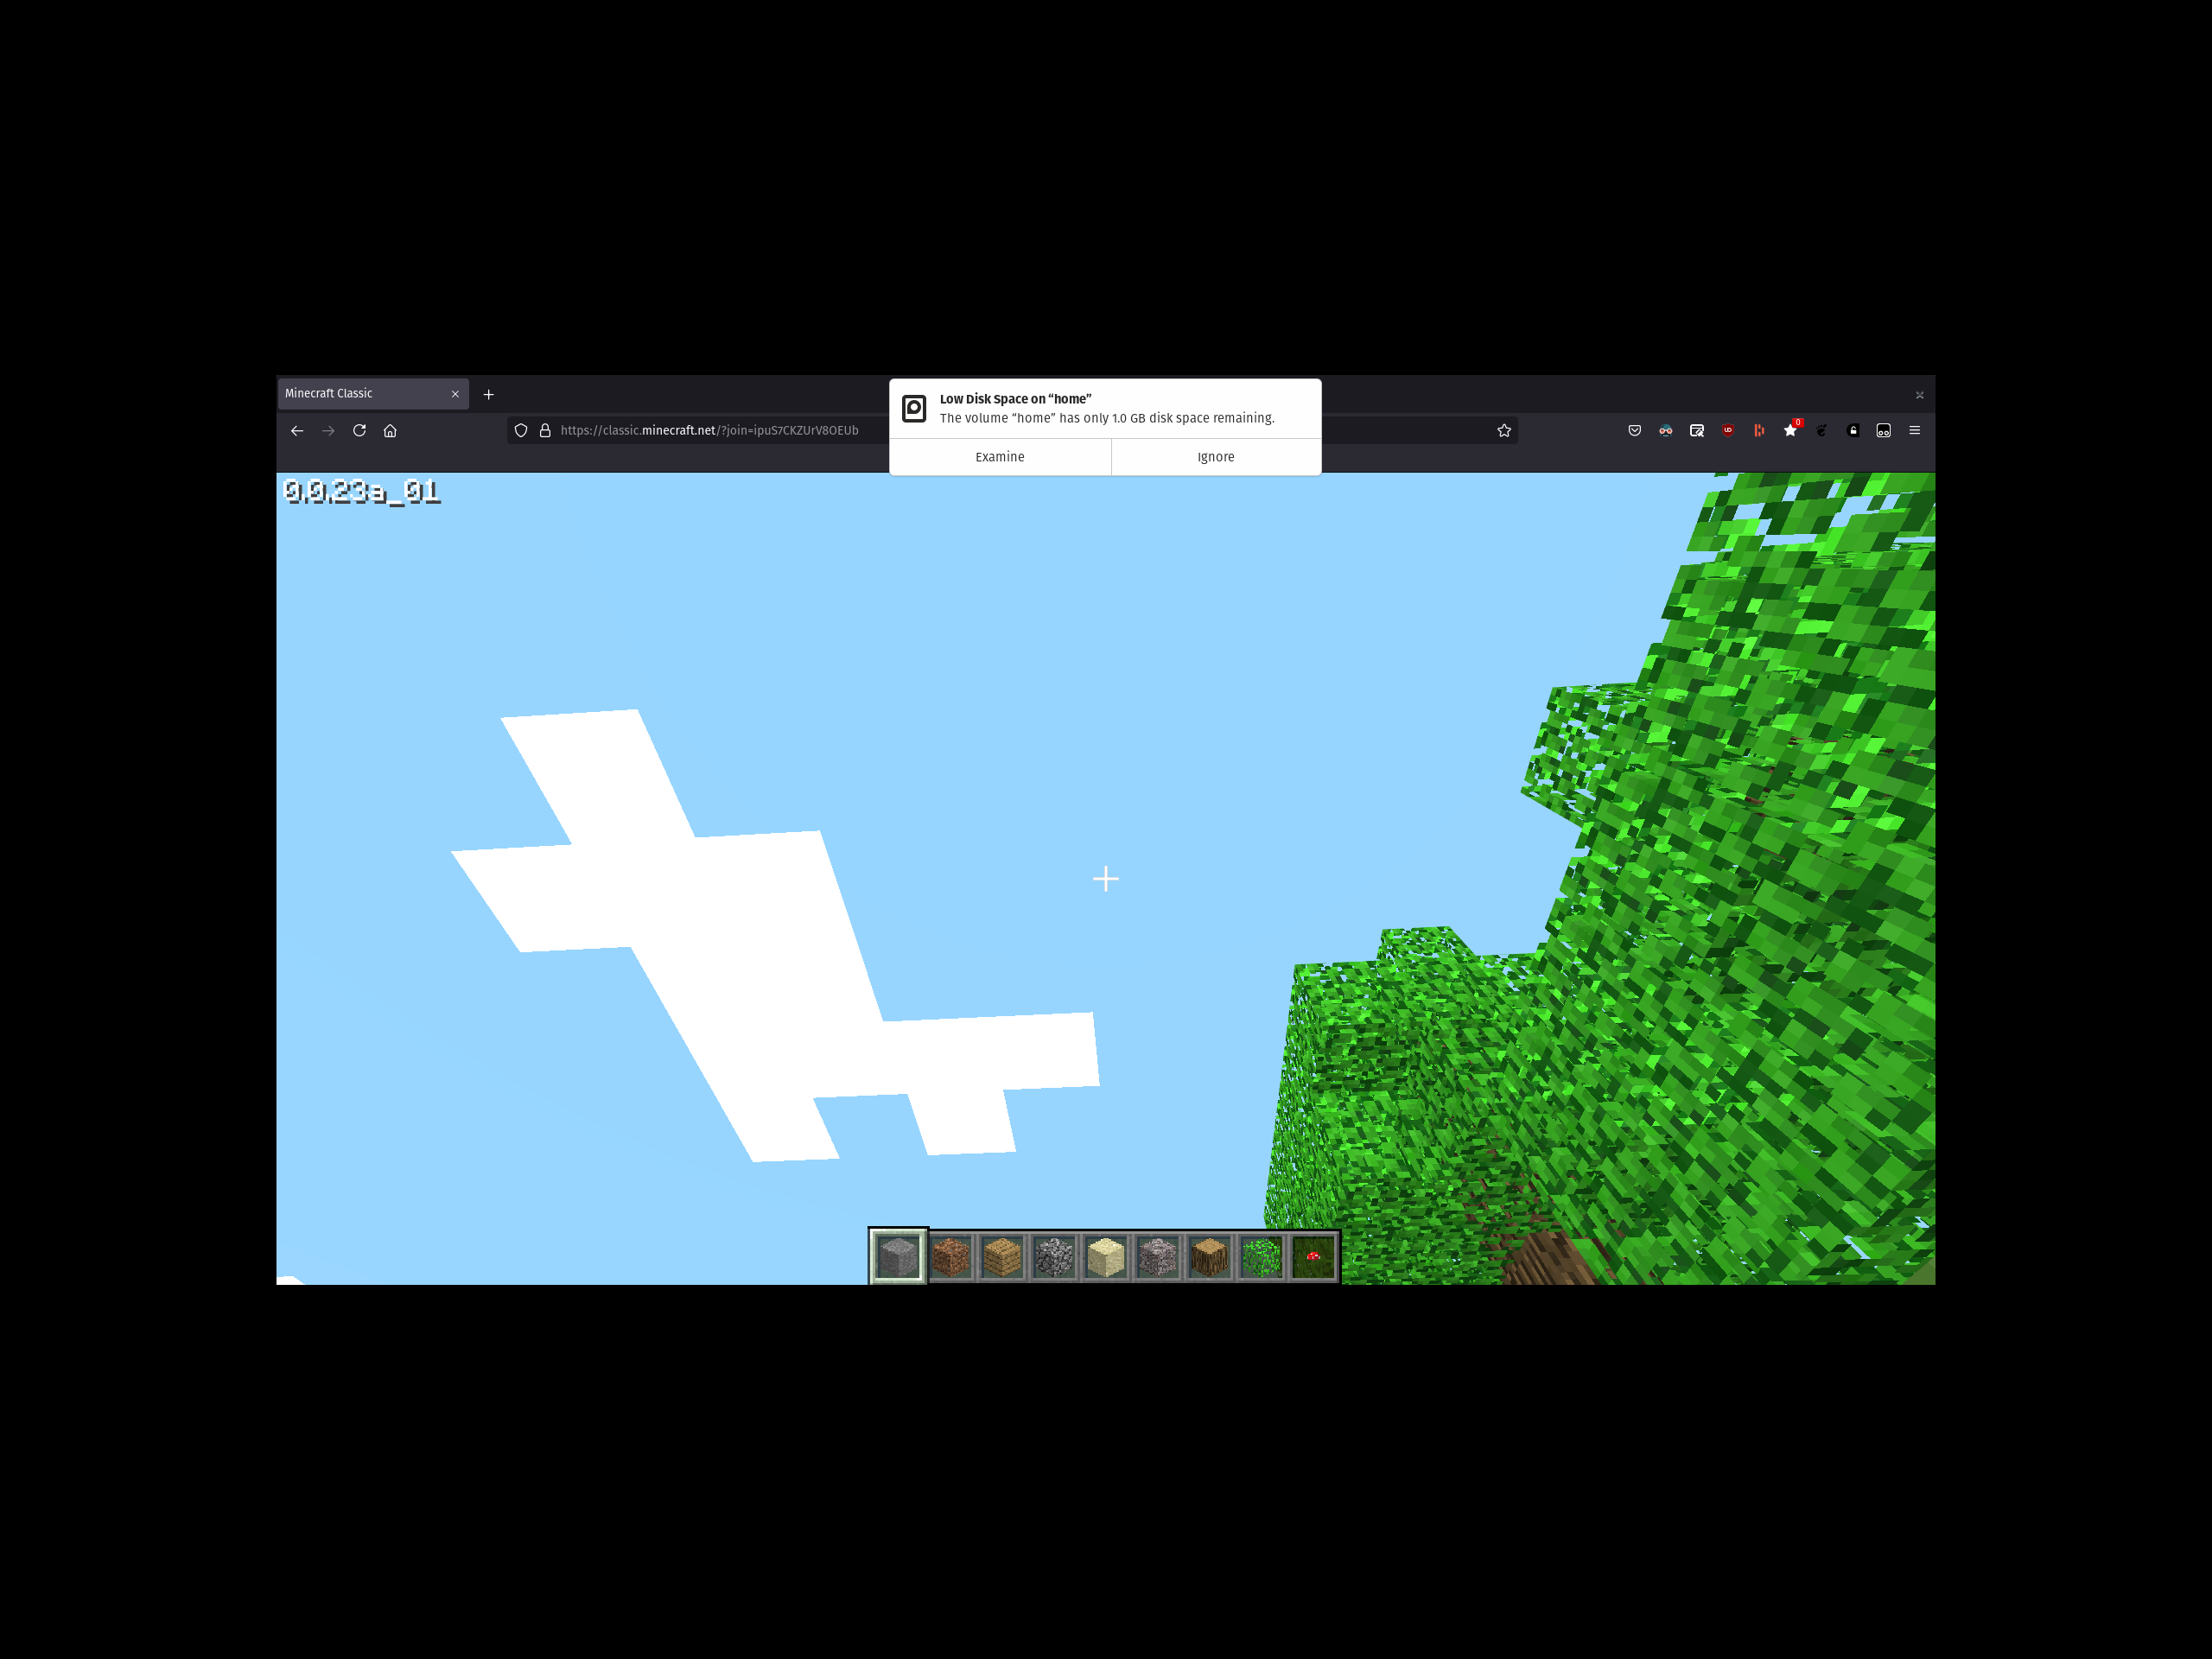 Minecraft Classic
Low Disk Space on “home”
The volume “home” has only 1.0 GB disk space remaining.
Examine
Ignore
https://classic.minecraft.net/?join=ipuS7CKZUrV8OEUb
0
0.0.23a_01